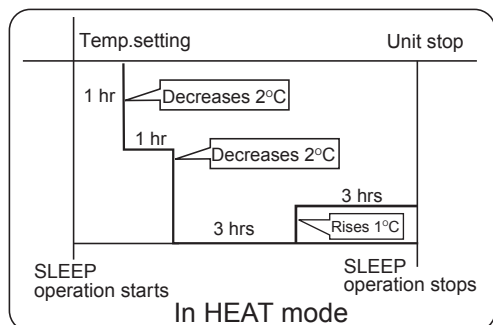 Temp.setting
Unit stop
1 hr
Decreases 2°C
1 hr
Decreases 2°C
3 hrs
3 hrs
Rises 1°C
SLEEP
operation starts
SLEEP
operation stops
In HEAT mode